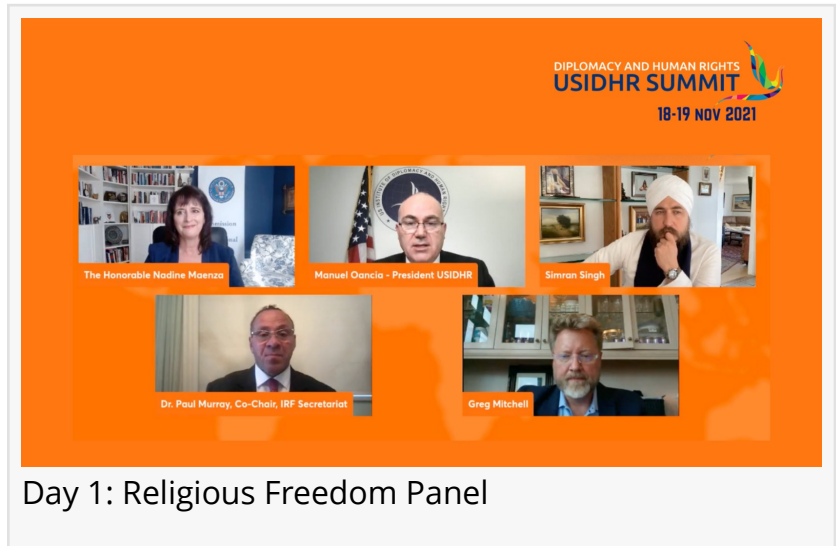 DIPLOMACY AND HUMAN RIGHTS
USIDHR SUMMIT
18-19 NOV 2021
The Honorable Nadine Maenza
Manuel Oancia - President USIDHR
Simran Singh
Dr. Paul Murray, Co-Chair, IRF Secretariat
Greg Mitchell
Day 1: Religious Freedom Panel